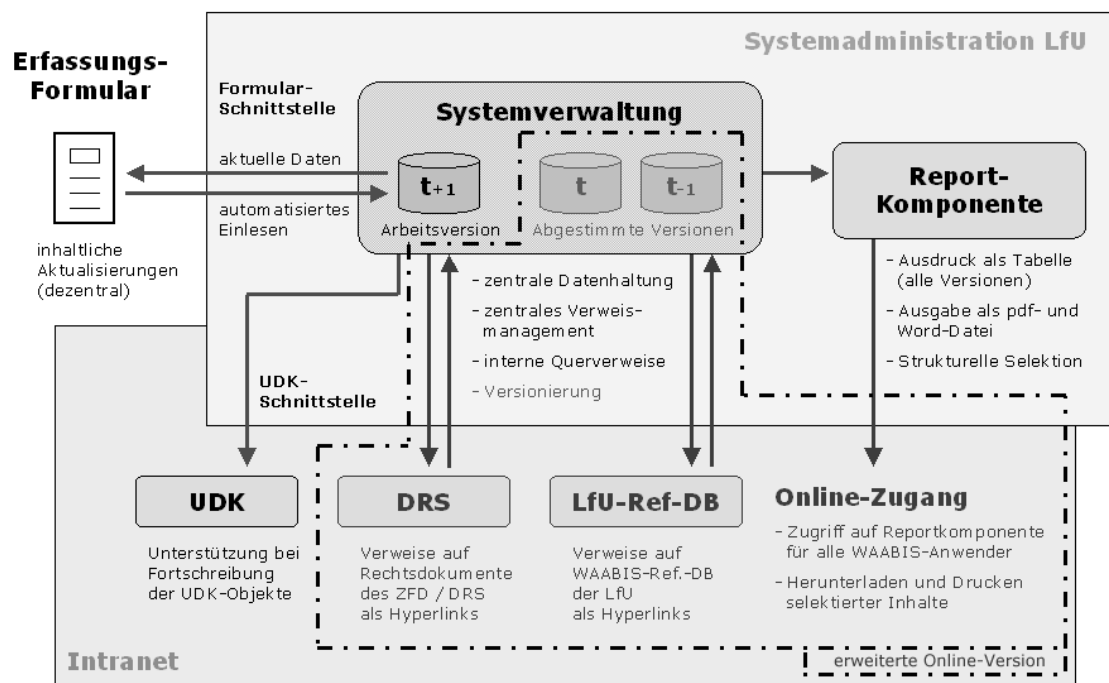 Systemadministration LfU
Erfassungs-
Formular
Formular-
Schnittstelle
Systemverwaltung
aktuelle Daten
t+1
t
t-1
automatisiertes
Einlesen
Arbeitsversion
Abgestimmte Versionen
Report-
Komponente
inhaltliche
Aktualisierungen
(dezentral)
- zentrale Datenhaltung
- zentrales Verweis-
management
- interne Querverweise
- Versionierung
- Ausdruck als Tabelle
(alle Versionen)
- Ausgabe als pdf- und
Word-Datei
- Strukturelle Selektion
UDK-
Schnittstelle
UDK
DRS
LfU-Ref-DB
Online-Zugang
Unterstützung bei
Fortschreibung
der UDK-Objekte
Verweise auf
Rechtsdokumente
des ZFD / DRS
als Hyperlinks
Verweise auf
WAABIS-Ref.-DB
der LfU
als Hyperlinks
- Zugriff auf Reportkomponente
für alle WAABIS-Anwender
- Herunterladen und Drucken
selektierter Inhalte
Intranet
erweiterte Online-Version